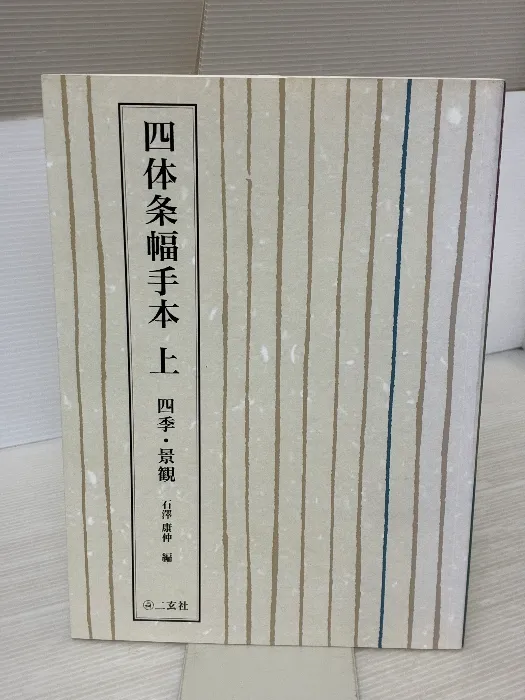 四体条幅手本 上
四季・景観
石澤 康仲 編
二玄社